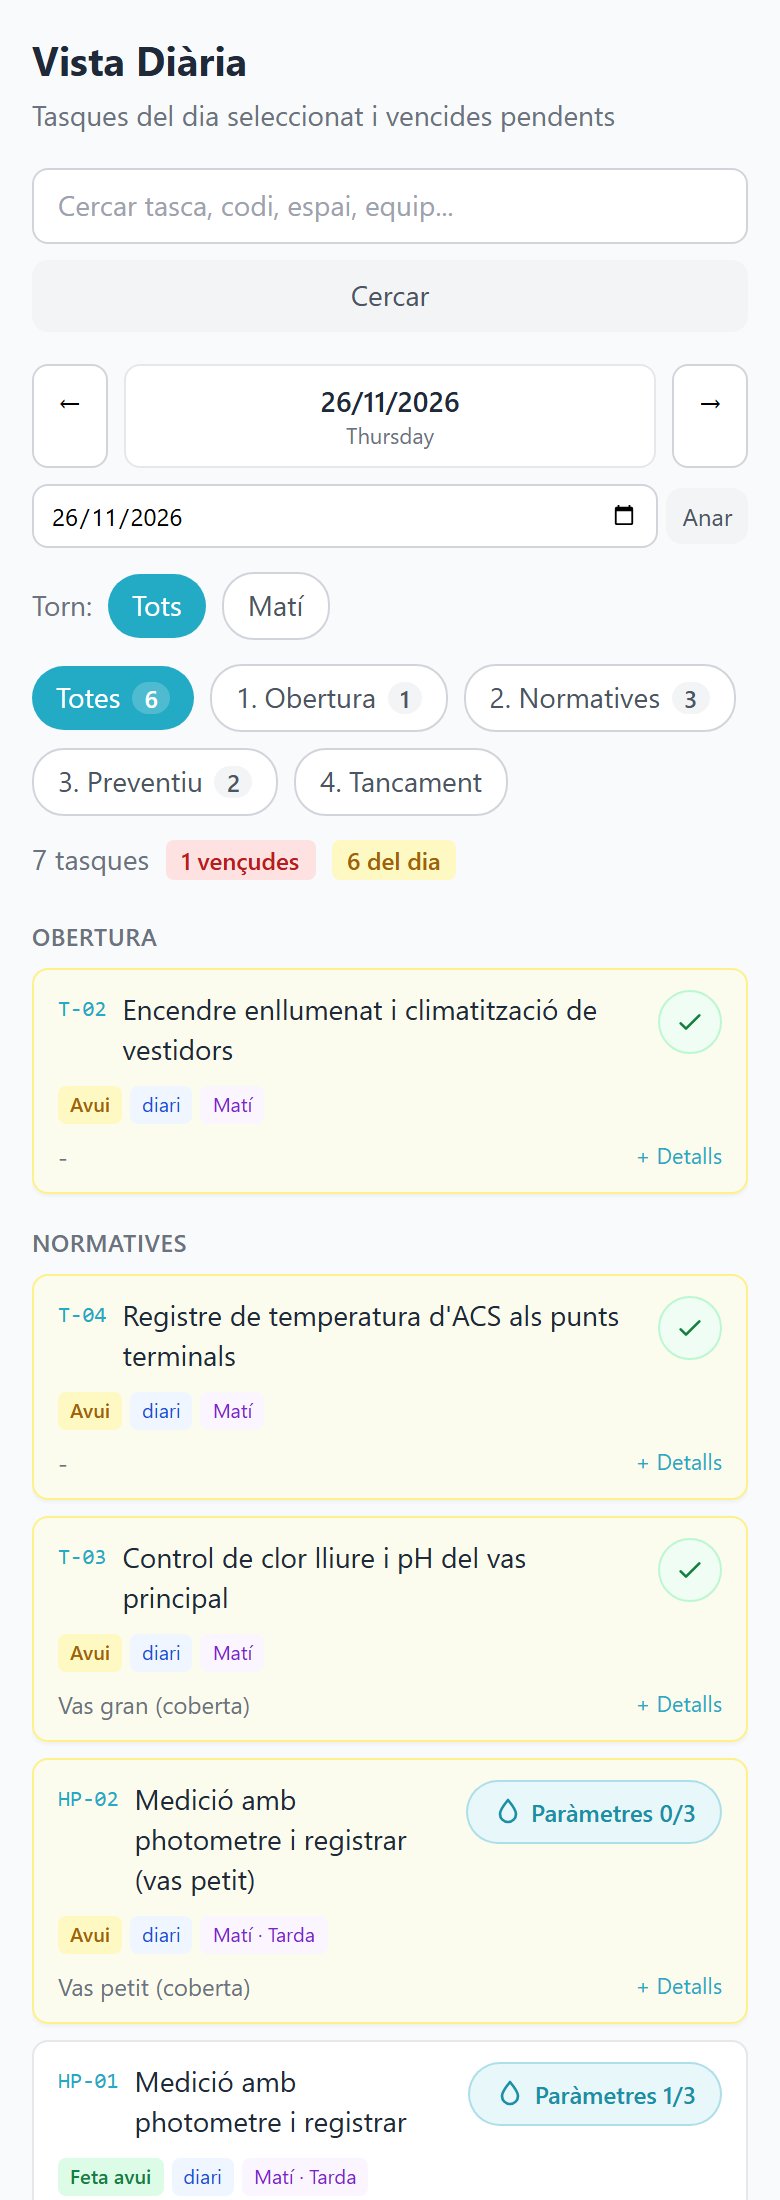 Vista Diària
Tasques del dia seleccionat i vencides pendents
Cercar tasca, codi, espai, equip...
Cercar
←
26/11/2026
Thursday
→
26/11/2026
Anar
Torn: Tots Matí
Totes 6 1. Obertura 1 2. Normatives 3
3. Preventiu 2 4. Tancament
7 tasques 1 vençudes 6 del dia
OBERTURA
T-02 Encendre enllumenat i climatització de
vestidors
Avui diari Matí
- + Detalls
NORMATIVES
T-04 Registre de temperatura d'ACS als punts
terminals
Avui diari Matí
- + Detalls
T-03 Control de clor lliure i pH del vas
principal
Avui diari Matí
Vas gran (coberta) + Detalls
HP-02 Medició amb
photometre i registrar
(vas petit)
Paràmetres 0/3
Avui diari Matí · Tarda
Vas petit (coberta) + Detalls
HP-01 Medició amb
photometre i registrar
Paràmetres 1/3
Feta avui diari Matí · Tarda